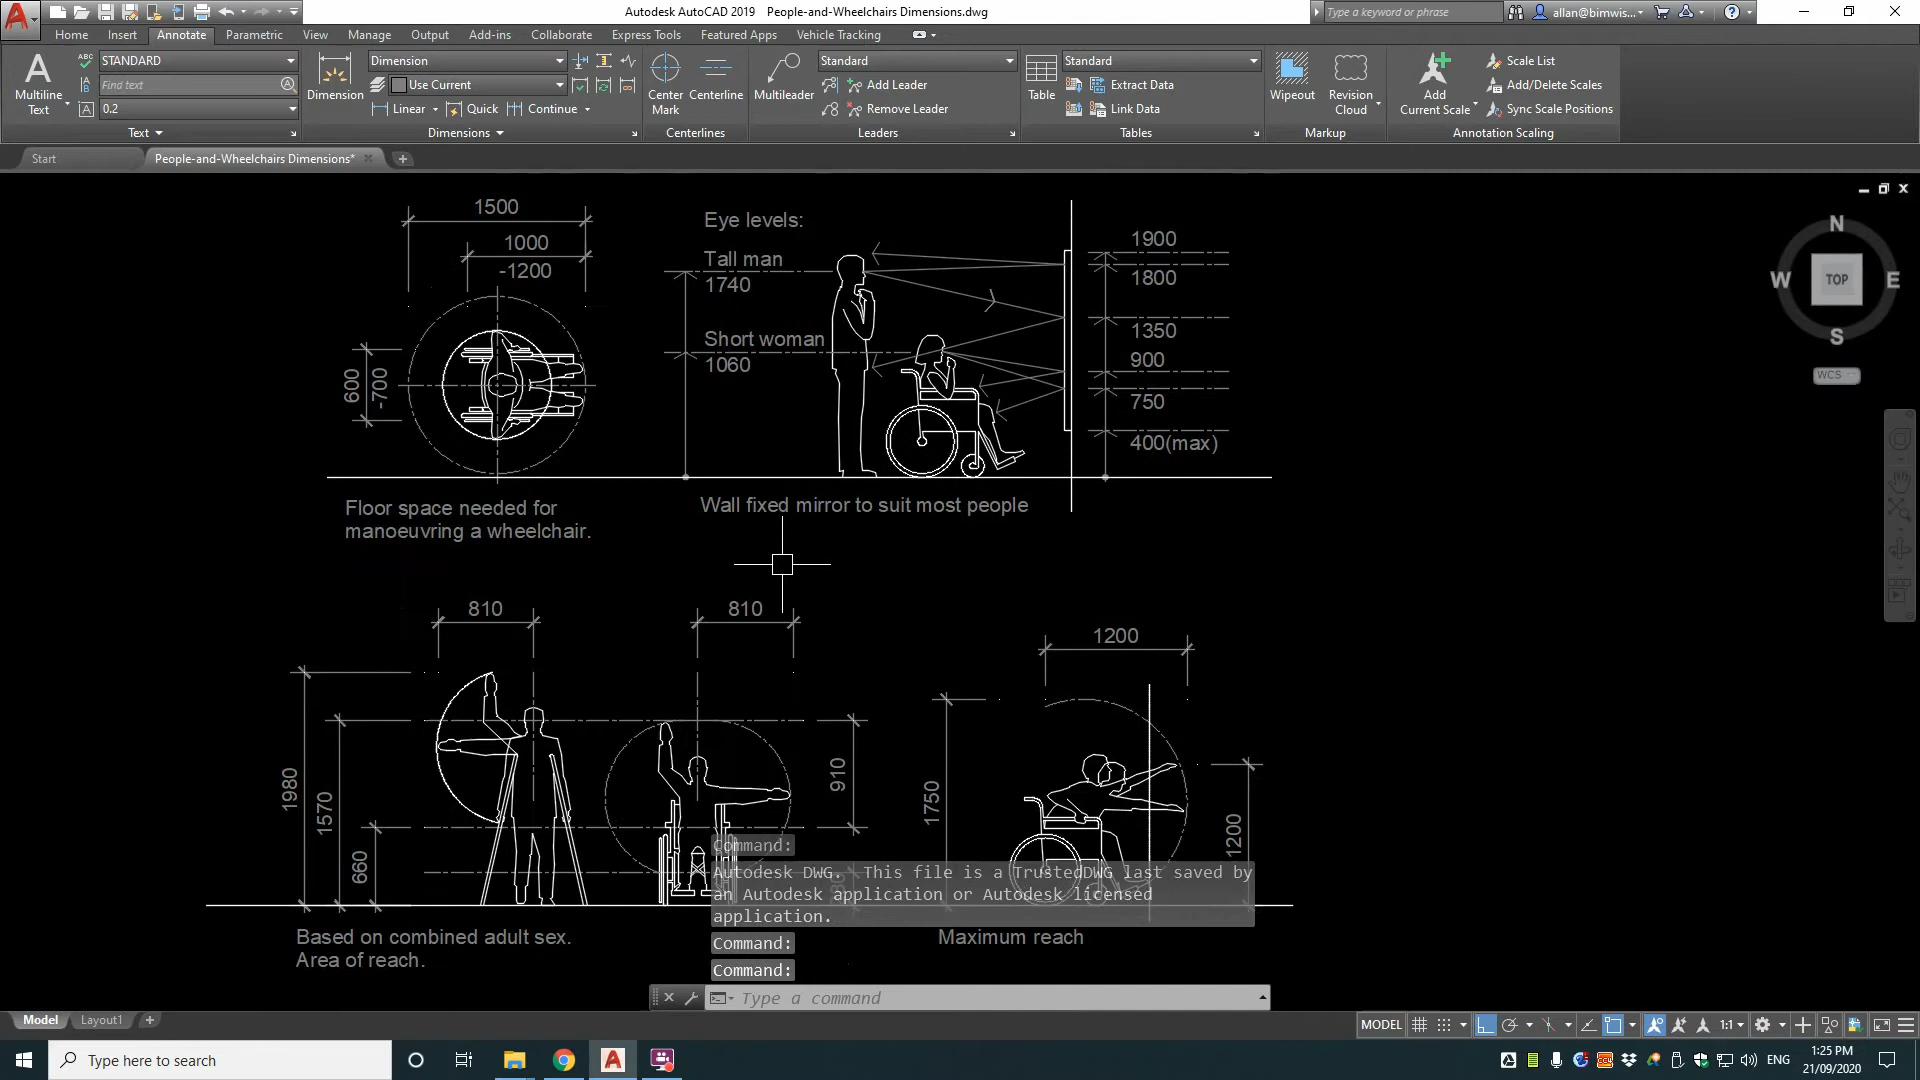 Autodesk AutoCAD 2019 People-and-Wheelchairs Dimensions.dwg
Type a keyword or phrase
allan@bimwis...
Home Insert Annotate Parametric View Manage Output Add-ins Collaborate Express Tools Featured Apps Vehicle Tracking
Multiline
Text
ABC
STANDARD
Find text
0.2
Text
Dimension
Dimension
Use Current
Linear Quick Continue
Dimensions
Center
Mark
Centerline
Centerlines
Multileader
Standard
Add Leader
Remove Leader
Leaders
Table
Standard
Extract Data
Link Data
Tables
Wipeout
Revision
Cloud
Markup
Add
Current Scale
Scale List
Add/Delete Scales
Sync Scale Positions
Annotation Scaling
Start
People-and-Wheelchairs Dimensions*
N
W TOP E
S
WCS
1500
1000
-1200
600
-700
Floor space needed for
manoeuvring a wheelchair.
Eye levels:
Tall man
1740
Short woman
1060
1900
1800
1350
900
750
400(max)
Wall fixed mirror to suit most people
810
810
1980
1570
660
910
Based on combined adult sex.
Area of reach.
1200
1750
1200
Maximum reach
Command:
Autodesk DWG. This file is a TrustedDWG last saved by
an Autodesk application or Autodesk licensed
application.
Command:
Command:
Type a command
Model Layout1
MODEL
1:1
Type here to search
ENG
1:25 PM
21/09/2020